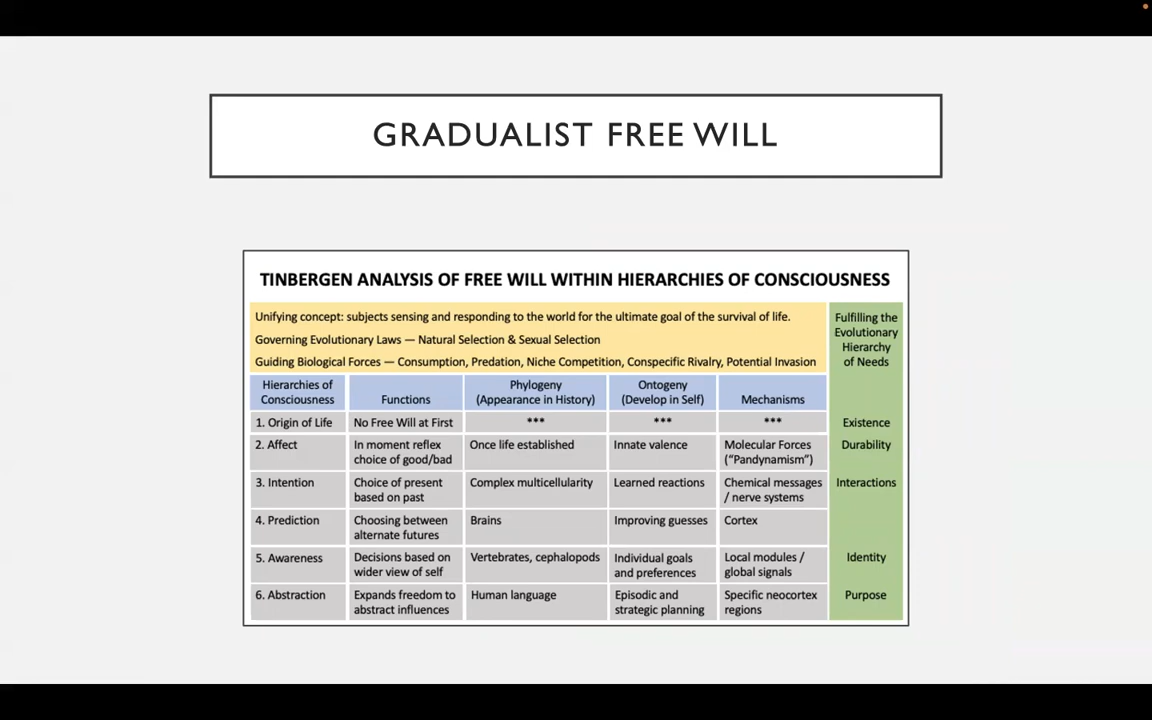 GRADUALIST FREE WILL
TINBERGEN ANALYSIS OF FREE WILL WITHIN HIERARCHIES OF CONSCIOUSNESS
Unifying concept: subjects sensing and responding to the world for the ultimate goal of the survival of life.
Governing Evolutionary Laws — Natural Selection & Sexual Selection
Guiding Biological Forces — Consumption, Predation, Niche Competition, Conspecific Rivalry, Potential Invasion
Fulfilling the
Evolutionary
Hierarchy
of Needs
Hierarchies of
Consciousness
Functions
Phylogeny
(Appearance in History)
Ontogeny
(Develop in Self)
Mechanisms
1. Origin of Life
No Free Will at First
***
***
***
Existence
2. Affect
In moment reflex
choice of good/bad
Once life established
Innate valence
Molecular Forces
("Pandynamism")
Durability
3. Intention
Choice of present
based on past
Complex multicellularity
Learned reactions
Chemical messages
/ nerve systems
Interactions
4. Prediction
Choosing between
alternate futures
Brains
Improving guesses
Cortex
5. Awareness
Decisions based on
wider view of self
Vertebrates, cephalopods
Individual goals
and preferences
Local modules /
global signals
Identity
6. Abstraction
Expands freedom to
abstract influences
Human language
Episodic and
strategic planning
Specific neocortex
regions
Purpose